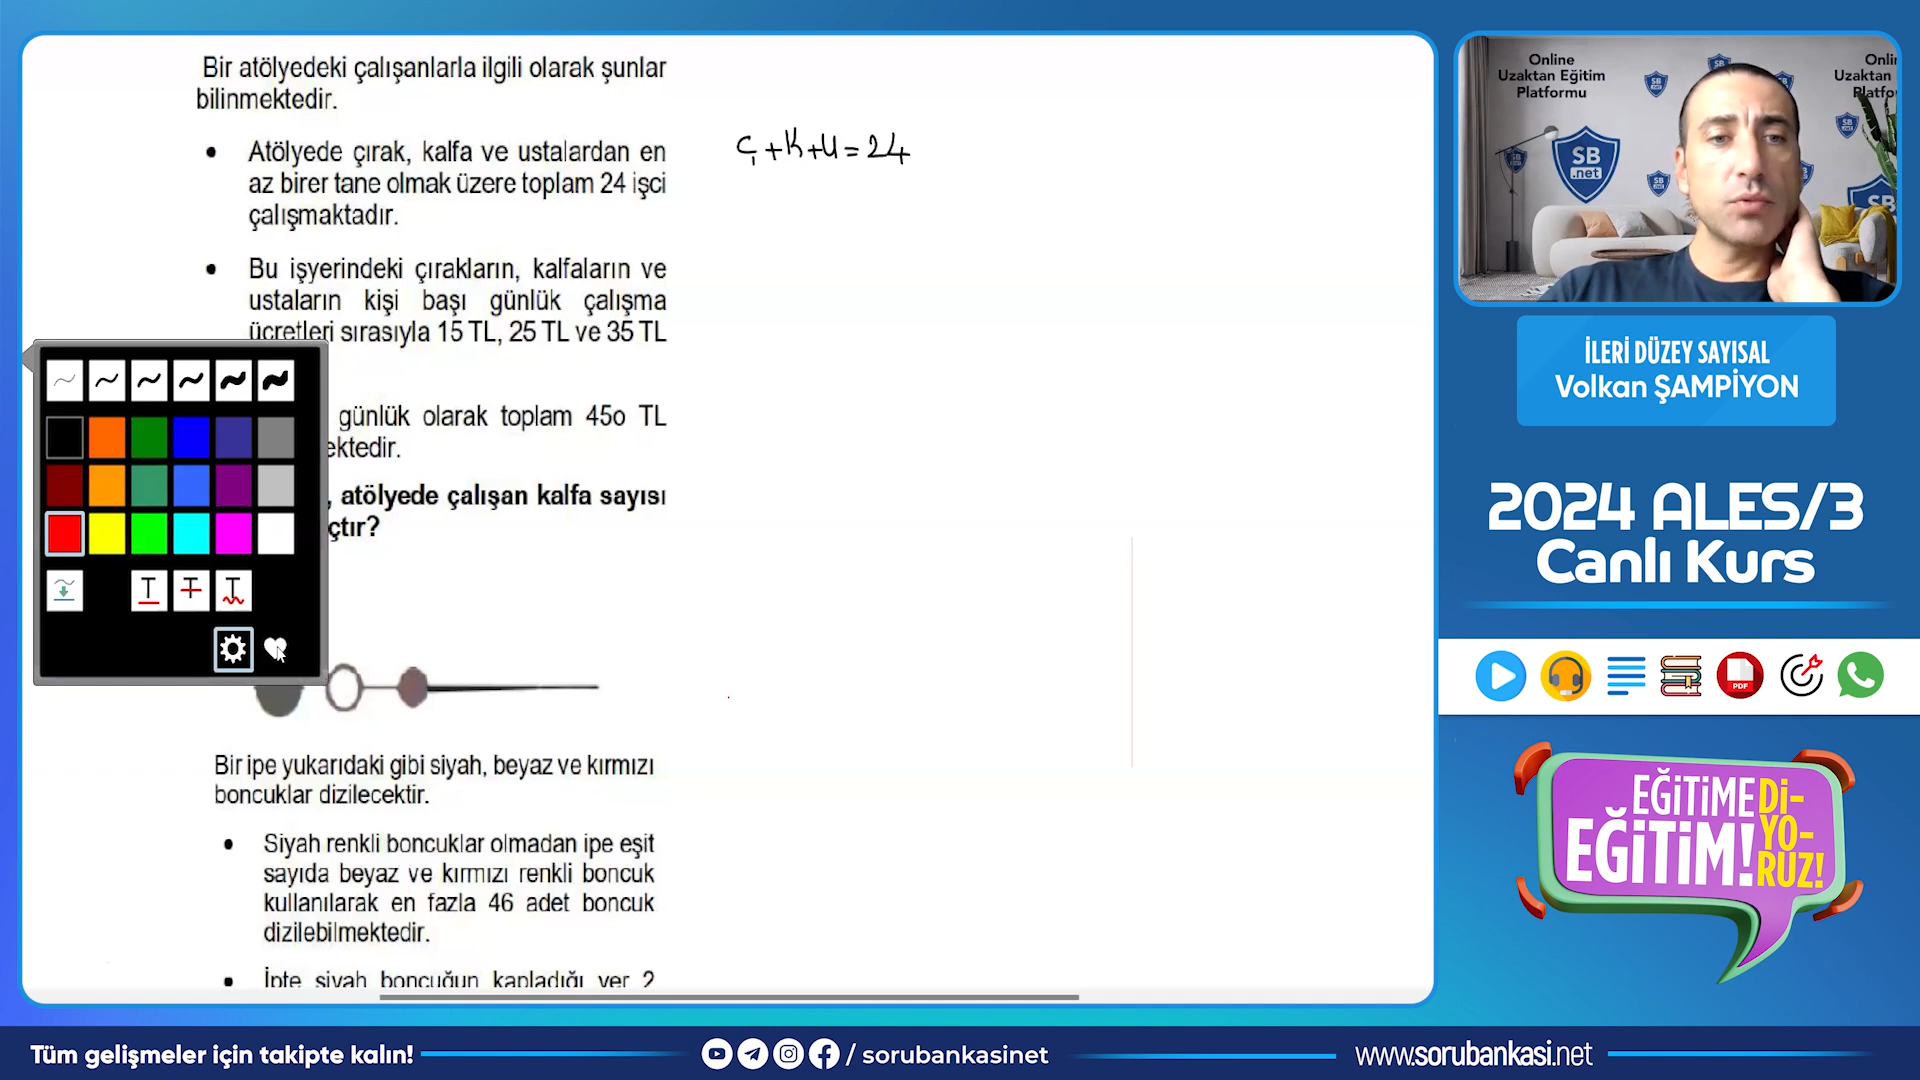 Bir atölyedeki çalışanlarla ilgili olarak şunlar
bilinmektedir.
• Atölyede çırak, kalfa ve ustalardan en
az birer tane olmak üzere toplam 24 işci
çalışmaktadır.
• Bu işyerindeki çırakların, kalfaların ve
ustaların kişi başı günlük çalışma
ücretleri sırasıyla 15 TL, 25 TL ve 35 TL
günlük olarak toplam 45o TL
ektedir.
, atölyede çalışan kalfa sayısı
çtır?
Ç+K+U=24
T T T
Bir ipe yukarıdaki gibi siyah, beyaz ve kırmızı
boncuklar dizilecektir.
• Siyah renkli boncuklar olmadan ipe eşit
sayıda beyaz ve kırmızı renkli boncuk
kullanılarak en fazla 46 adet boncuk
dizilebilmektedir.
• İpte siyah boncuğun kapladığı yer 2
Online
Uzaktan Eğitim
Platformu
Onli
Uzaktan
Platfo
SB
.net
İLERİ DÜZEY SAYISAL
Volkan ŞAMPİYON
2024 ALES/3
Canlı Kurs
PDF
EĞİTİME Dİ-
EĞİTİM! YO-
RUZ!
Tüm gelişmeler için takipte kalın!
/ sorubankasinet
www.sorubankasi.net